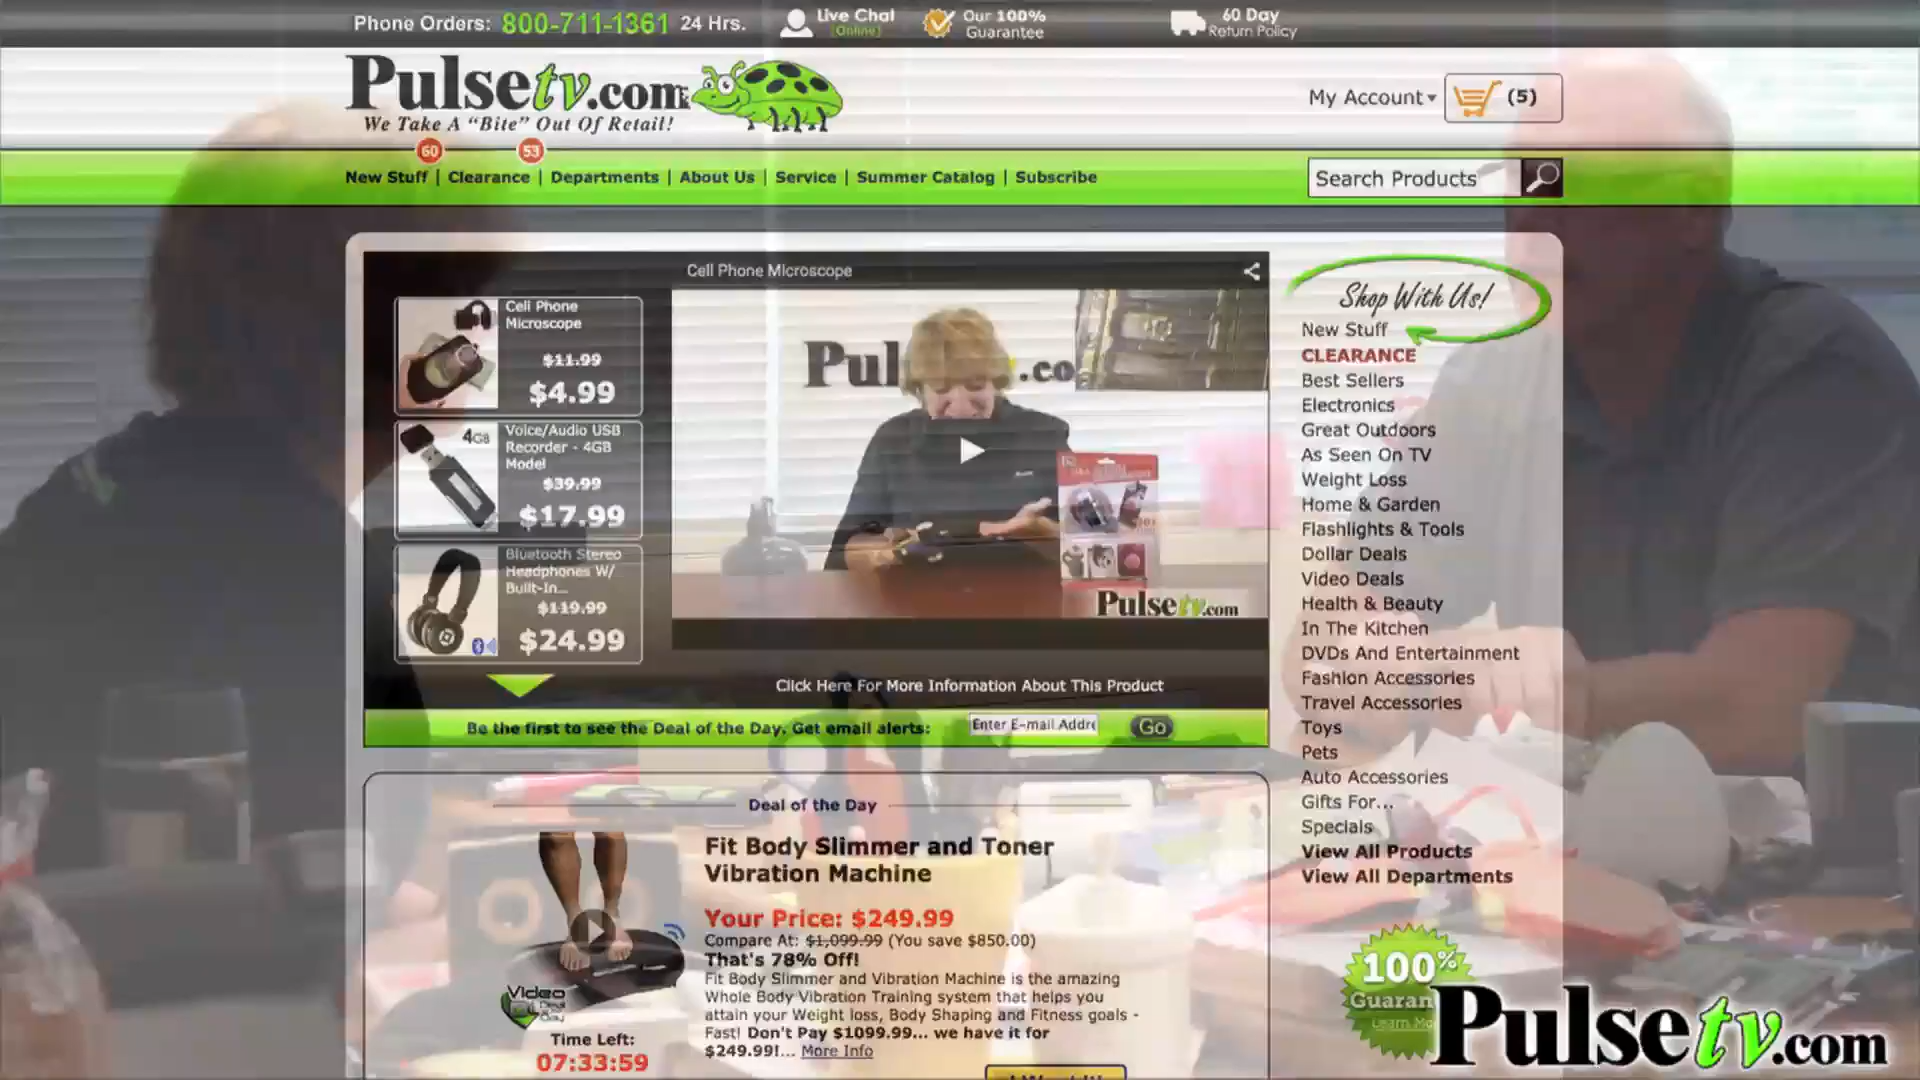 Phone Orders: 800-711-1361 24 Hrs.
Live Chat
(Online)
Our 100%
Guarantee
60 Day
Return Policy
Pulsetv.com
We Take A "Bite" Out Of Retail!
My Account
(5)
60
53
New Stuff | Clearance | Departments | About Us | Service | Summer Catalog | Subscribe
Search Products
Cell Phone Microscope
Cell Phone
Microscope
$11.99
$4.99
4GB
Voice/Audio USB
Recorder - 4GB
Model
$39.99
$17.99
Bluetooth Stereo
Headphones W/
Built-In...
$119.99
$24.99
Pul .co
Pulsetv.com
Click Here For More Information About This Product
Be the first to see the Deal of the Day. Get email alerts:
Enter E-mail Addre
Go
Shop With Us!
New Stuff
CLEARANCE
Best Sellers
Electronics
Great Outdoors
As Seen On TV
Weight Loss
Home & Garden
Flashlights & Tools
Dollar Deals
Video Deals
Health & Beauty
In The Kitchen
DVDs And Entertainment
Fashion Accessories
Travel Accessories
Toys
Pets
Auto Accessories
Gifts For...
Specials
View All Products
View All Departments
Deal of the Day
Fit Body Slimmer and Toner
Vibration Machine
Your Price: $249.99
Compare At: $1,099.99 (You save $850.00)
That's 78% Off!
Fit Body Slimmer and Vibration Machine is the amazing
Whole Body Vibration Training system that helps you
attain your Weight loss, Body Shaping and Fitness goals -
Fast! Don't Pay $1099.99... we have it for
$249.99!... More Info
Video
Time Left:
07:33:59
100%
Guaran
Learn Mo
Pulsetv.com